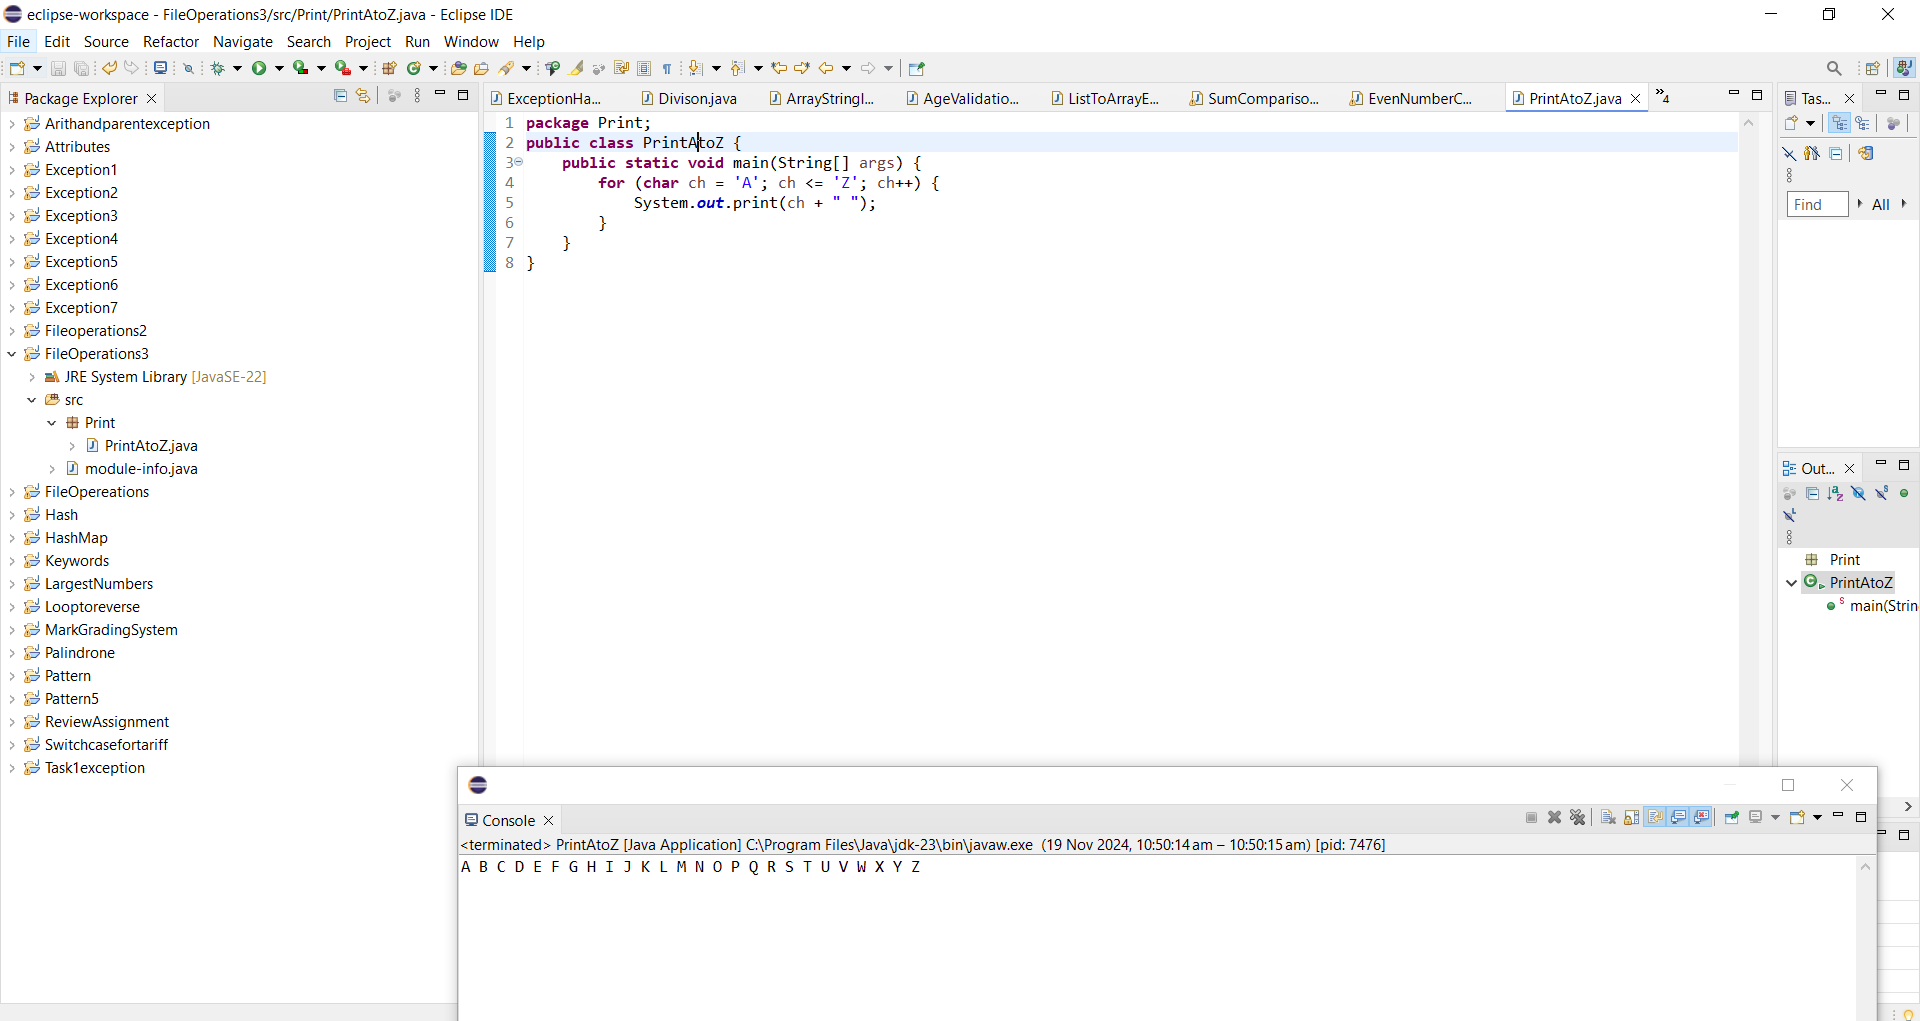 eclipse-workspace - FileOperations3/src/Print/PrintAtoZ.java - Eclipse IDE
File Edit Source Refactor Navigate Search Project Run Window Help
Package Explorer
Arithandparentexception
Attributes
Exception1
Exception2
Exception3
Exception4
Exception5
Exception6
Exception7
Fileoperations2
FileOperations3
JRE System Library [JavaSE-22]
src
Print
PrintAtoZ.java
module-info.java
FileOpereations
Hash
HashMap
Keywords
LargestNumbers
Looptoreverse
MarkGradingSystem
Palindrone
Pattern
Pattern5
ReviewAssignment
Switchcasefortariff
Task1exception
ExceptionHa... Divison.java ArrayStringI... AgeValidatio... ListToArrayE... SumCompariso... EvenNumberC... PrintAtoZ.java »4
1 package Print;
2 public class PrintAtoZ {
3 public static void main(String[] args) {
4 for (char ch = 'A'; ch <= 'Z'; ch++) {
5 System.out.print(ch + " ");
6 }
7 }
8 }
Tas...
Find All
Out...
Print
PrintAtoZ
main(Strin
Console
<terminated> PrintAtoZ [Java Application] C:\Program Files\Java\jdk-23\bin\javaw.exe (19 Nov 2024, 10:50:14 am – 10:50:15 am) [pid: 7476]
A B C D E F G H I J K L M N O P Q R S T U V W X Y Z